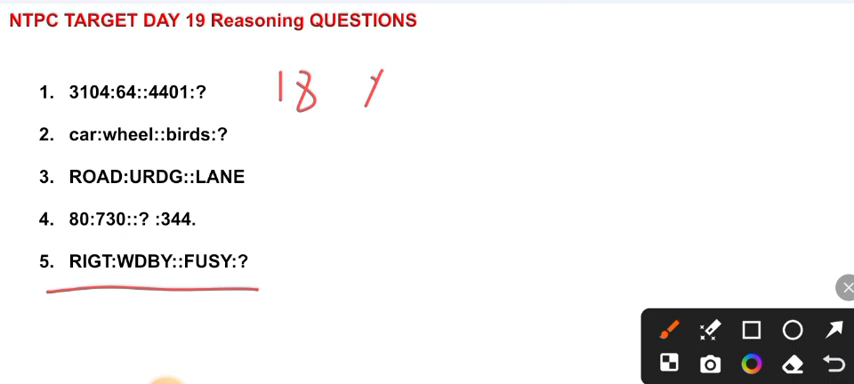 NTPC TARGET DAY 19 Reasoning QUESTIONS
1. 3104:64::4401:? 18
2. car:wheel::birds:?
3. ROAD:URDG::LANE
4. 80:730::? :344.
5. RIGT:WDBY::FUSY:?